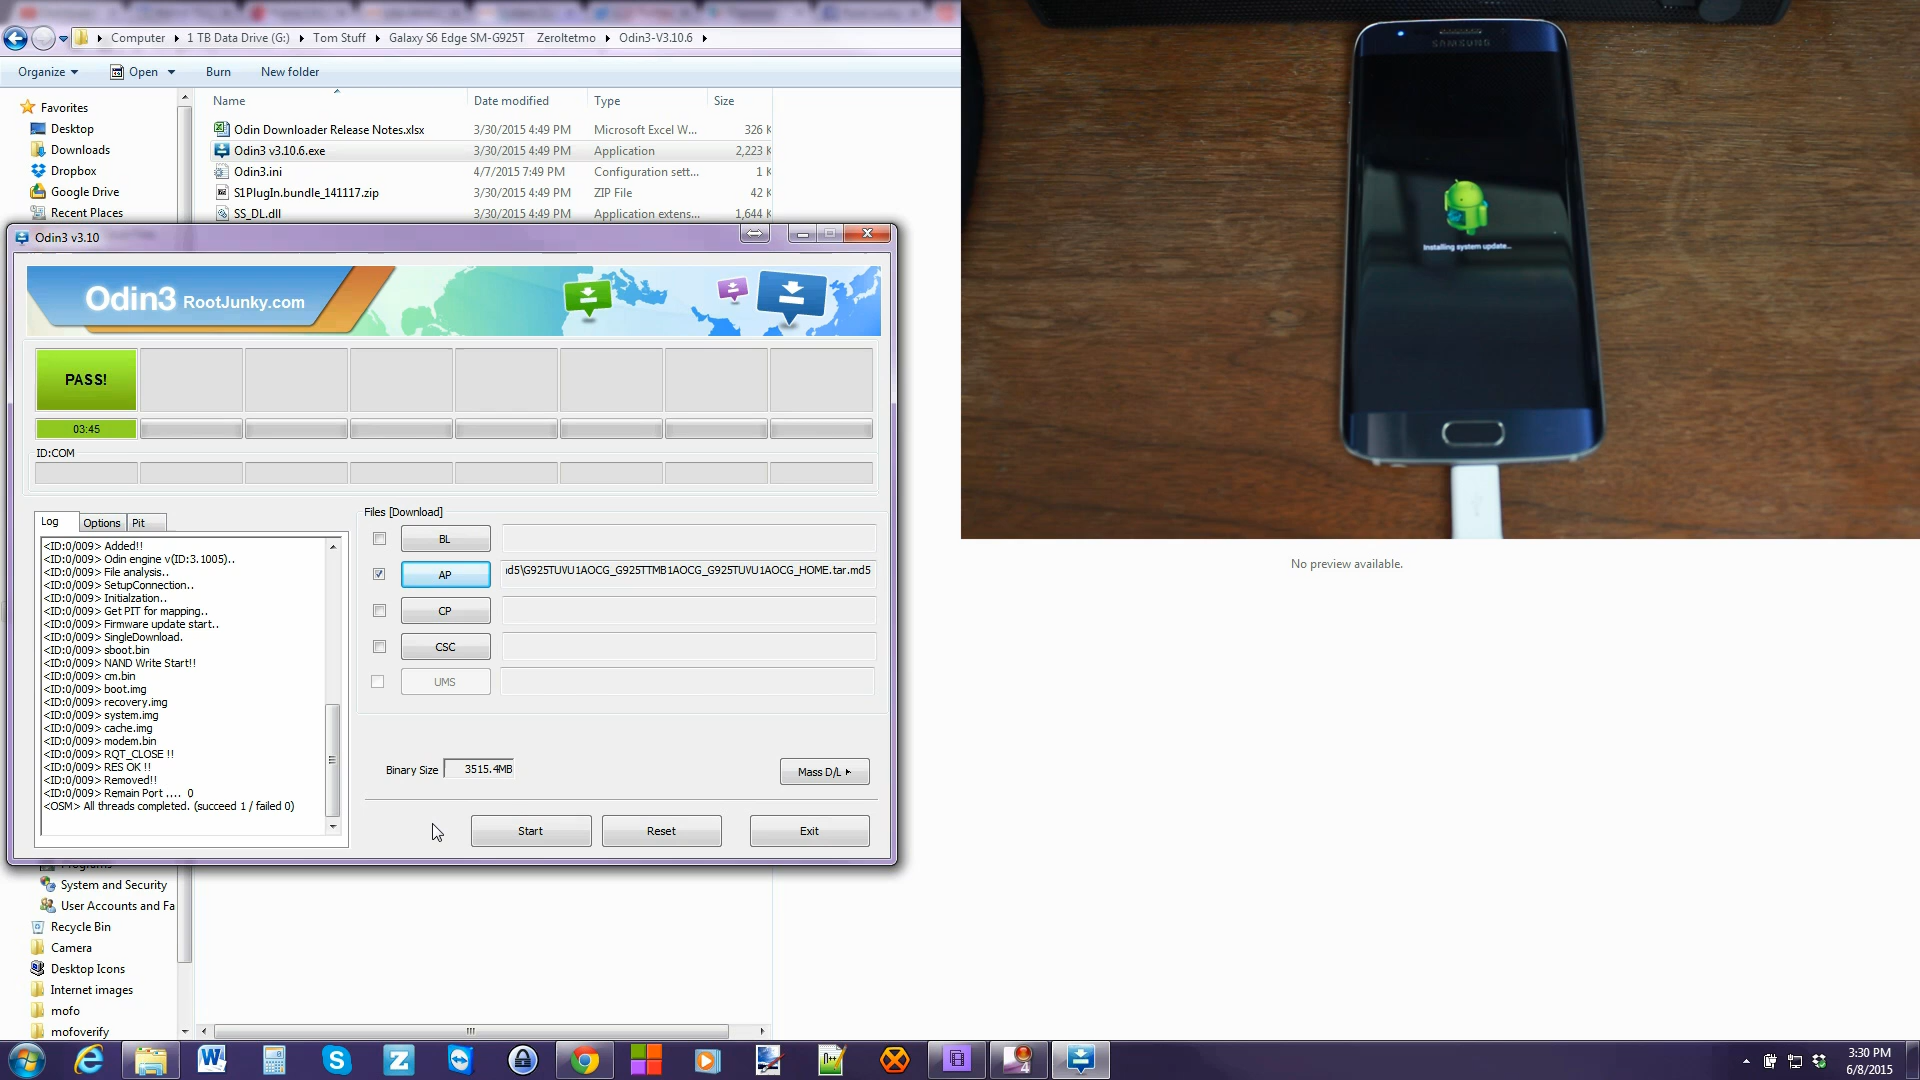 Computer ▸ 1 TB Data Drive (G:) ▸ Tom Stuff ▸ Galaxy S6 Edge SM-G925T Zeroltetmo ▸ Odin3-V3.10.6 ▸
Organize ▾ Open ▾ Burn New folder
Name Date modified Type Size
Favorites
Desktop
Downloads
Dropbox
Google Drive
Recent Places
Odin Downloader Release Notes.xlsx 3/30/2015 4:49 PM Microsoft Excel W... 326 K
Odin3 v3.10.6.exe 3/30/2015 4:49 PM Application 2,223 K
Odin3.ini 4/7/2015 7:49 PM Configuration sett... 1 K
S1PlugIn.bundle_141117.zip 3/30/2015 4:49 PM ZIP File 42 K
SS_DL.dll 3/30/2015 4:49 PM Application extens... 1,644 K
Odin3 v3.10
Odin3 RootJunky.com
PASS!
03:45
ID:COM
Log Options Pit
<ID:0/009> Added!!
<ID:0/009> Odin engine v(ID:3.1005)..
<ID:0/009> File analysis..
<ID:0/009> SetupConnection..
<ID:0/009> Initialzation..
<ID:0/009> Get PIT for mapping..
<ID:0/009> Firmware update start..
<ID:0/009> SingleDownload.
<ID:0/009> sboot.bin
<ID:0/009> NAND Write Start!!
<ID:0/009> cm.bin
<ID:0/009> boot.img
<ID:0/009> recovery.img
<ID:0/009> system.img
<ID:0/009> cache.img
<ID:0/009> modem.bin
<ID:0/009> RQT_CLOSE !!
<ID:0/009> RES OK !!
<ID:0/009> Removed!!
<ID:0/009> Remain Port .... 0
<OSM> All threads completed. (succeed 1 / failed 0)
Files [Download]
BL
AP d5\G925TUVU1AOCG_G925TTMB1AOCG_G925TUVU1AOCG_HOME.tar.md5
CP
CSC
UMS
Binary Size 3515.4MB
Mass D/L
Start Reset Exit
System and Security
User Accounts and Fa
Recycle Bin
Camera
Desktop Icons
Internet images
mofo
mofoverify
SAMSUNG
Installing system update...
No preview available.
3:30 PM
6/8/2015